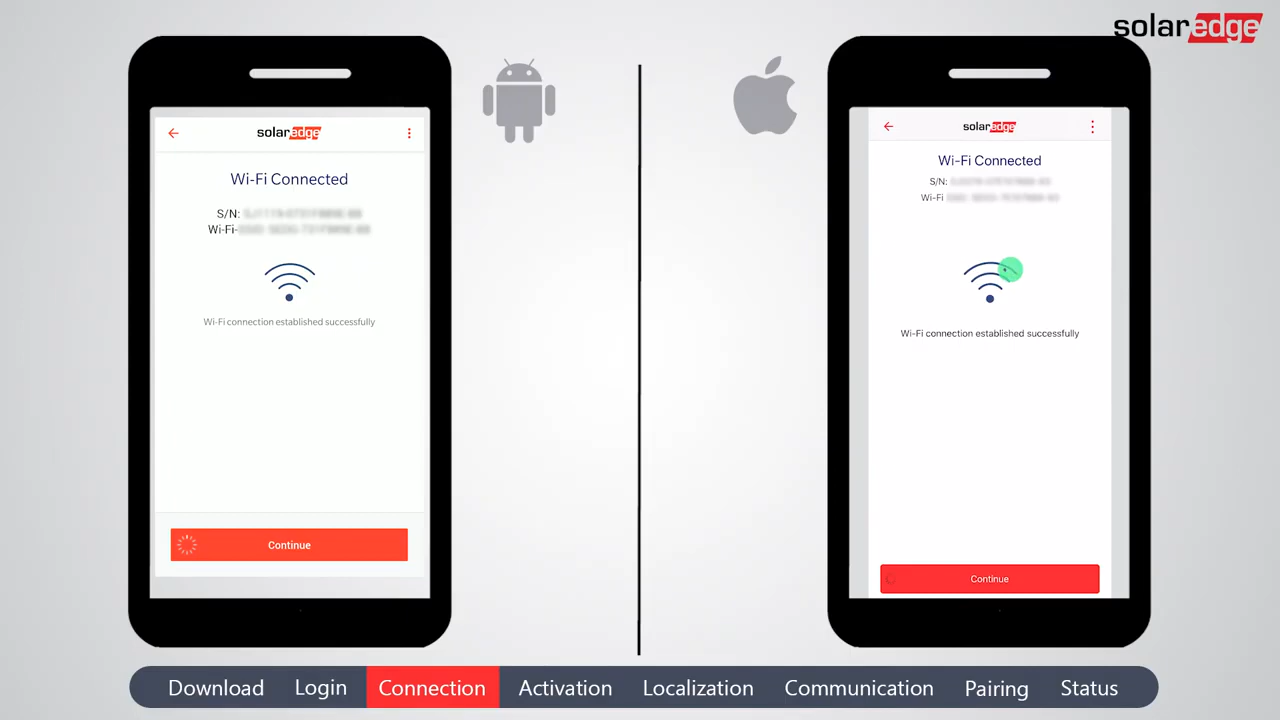 solaredge
solaredge
Wi-Fi Connected
S/N:
Wi-Fi-
Wi-Fi connection established successfully
Continue
solaredge
Wi-Fi Connected
S/N:
Wi-Fi
Wi-Fi connection established successfully
Continue
Download Login Connection Activation Localization Communication Pairing Status